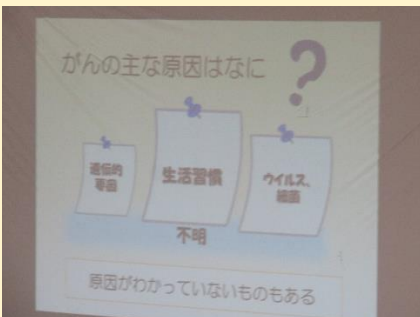 がんの主な原因はなに
?
遺伝的
要因
生活習慣
ウイルス、
細菌
不明
原因がわかっていないものもある